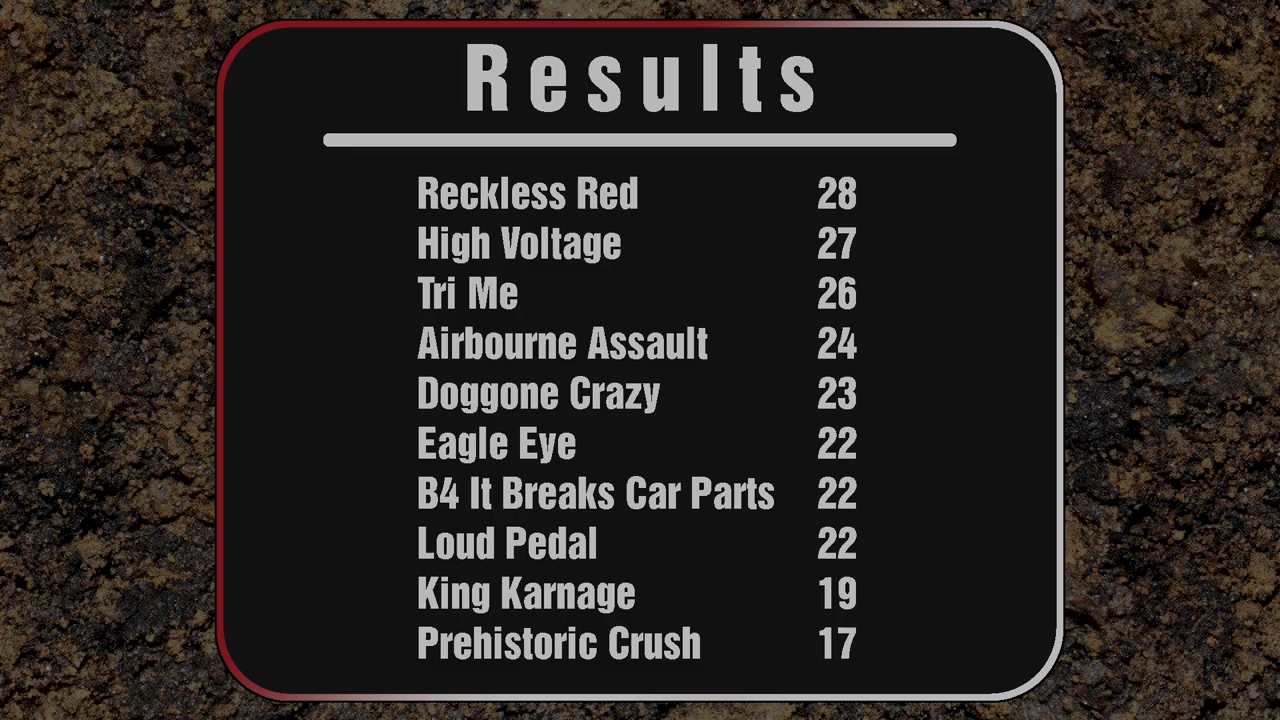 Results
Reckless Red 28
High Voltage 27
Tri Me 26
Airbourne Assault 24
Doggone Crazy 23
Eagle Eye 22
B4 It Breaks Car Parts 22
Loud Pedal 22
King Karnage 19
Prehistoric Crush 17